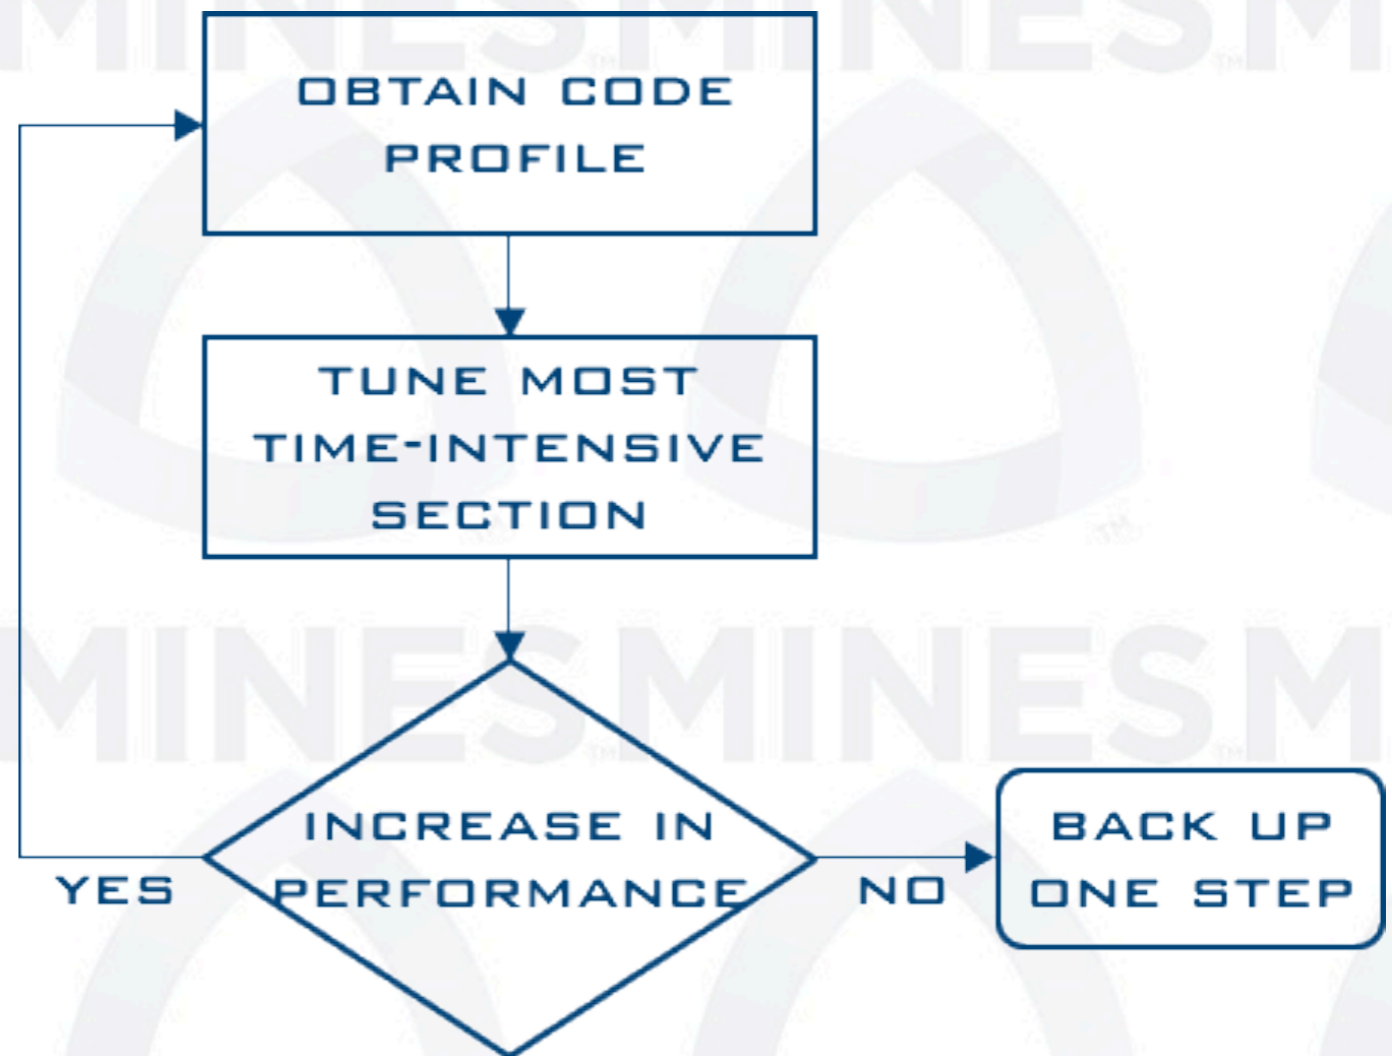 MINESMINESM
OBTAIN CODE
PROFILE
TUNE MOST
TIME-INTENSIVE
SECTION
TM
MINESMINESM
INCREASE IN
PERFORMANCE
YES
NO
BACK UP
ONE STEP